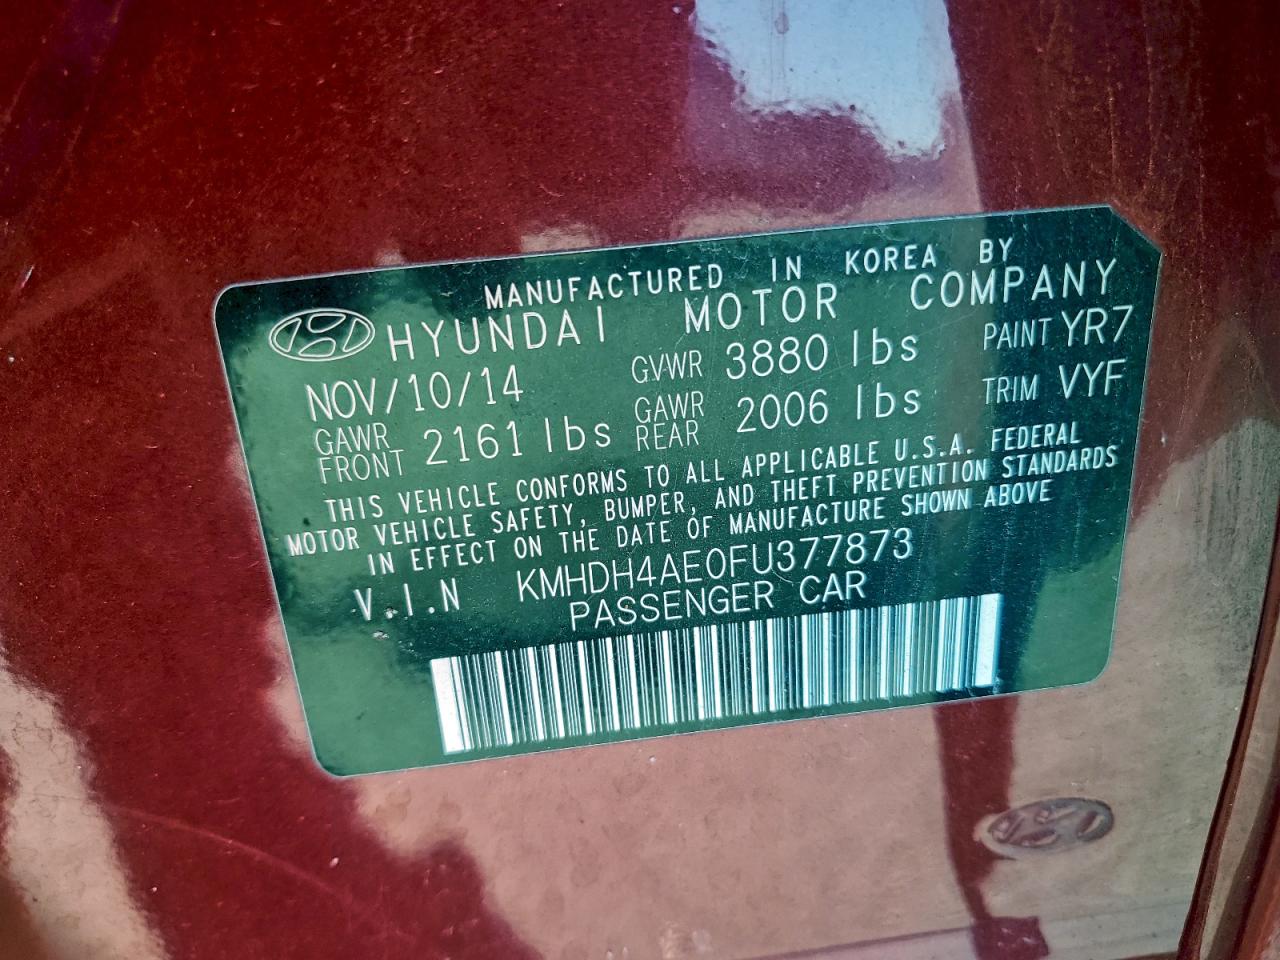 MANUFACTURED IN KOREA BY
HYUNDAI MOTOR COMPANY
NOV/10/14 GVWR 3880 lbs PAINT YR7
GAWR FRONT 2161 lbs GAWR REAR 2006 lbs TRIM VYF
THIS VEHICLE CONFORMS TO ALL APPLICABLE U.S.A. FEDERAL
MOTOR VEHICLE SAFETY, BUMPER, AND THEFT PREVENTION STANDARDS
IN EFFECT ON THE DATE OF MANUFACTURE SHOWN ABOVE
V.I.N KMHDH4AE0FU377873
PASSENGER CAR